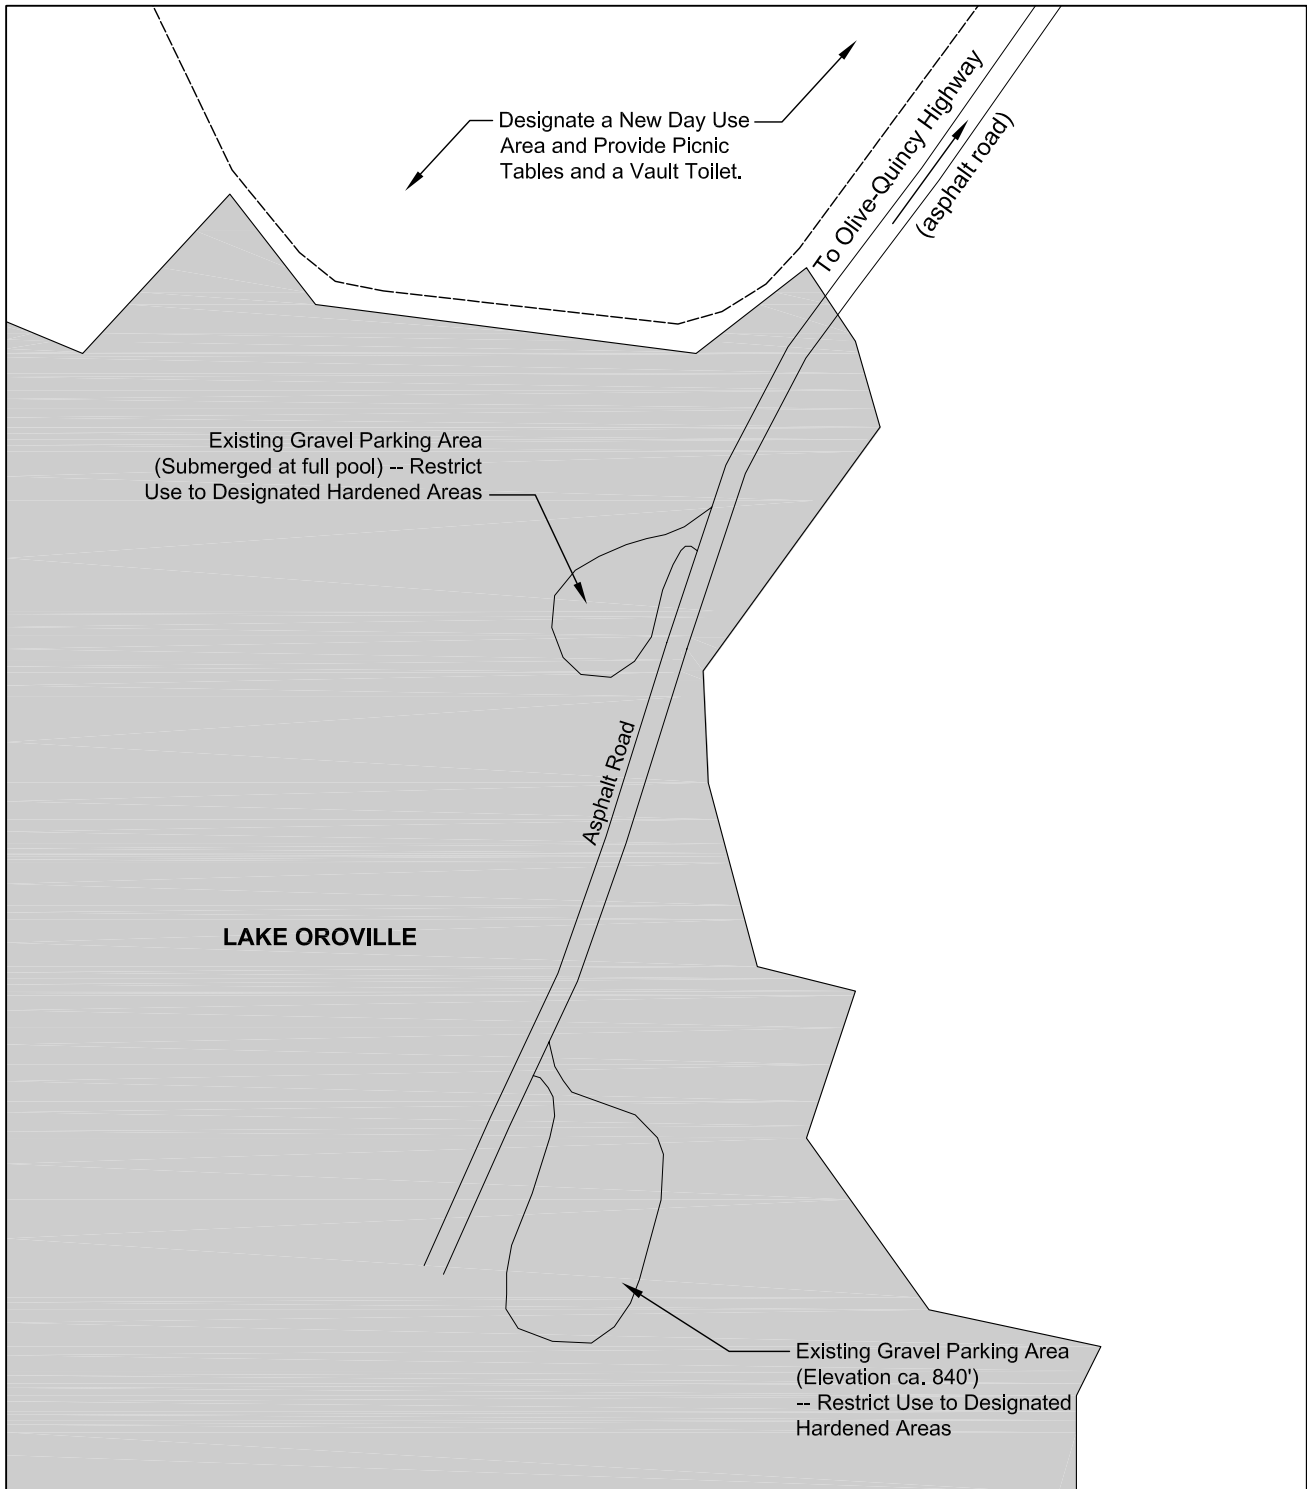 Designate a New Day Use
Area and Provide Picnic
Tables and a Vault Toilet.
To Olive-Quincy Highway
(asphalt road)
Existing Gravel Parking Area
(Submerged at full pool) -- Restrict
Use to Designated Hardened Areas
Asphalt Road
LAKE OROVILLE
Existing Gravel Parking Area
(Elevation ca. 840')
-- Restrict Use to Designated
Hardened Areas